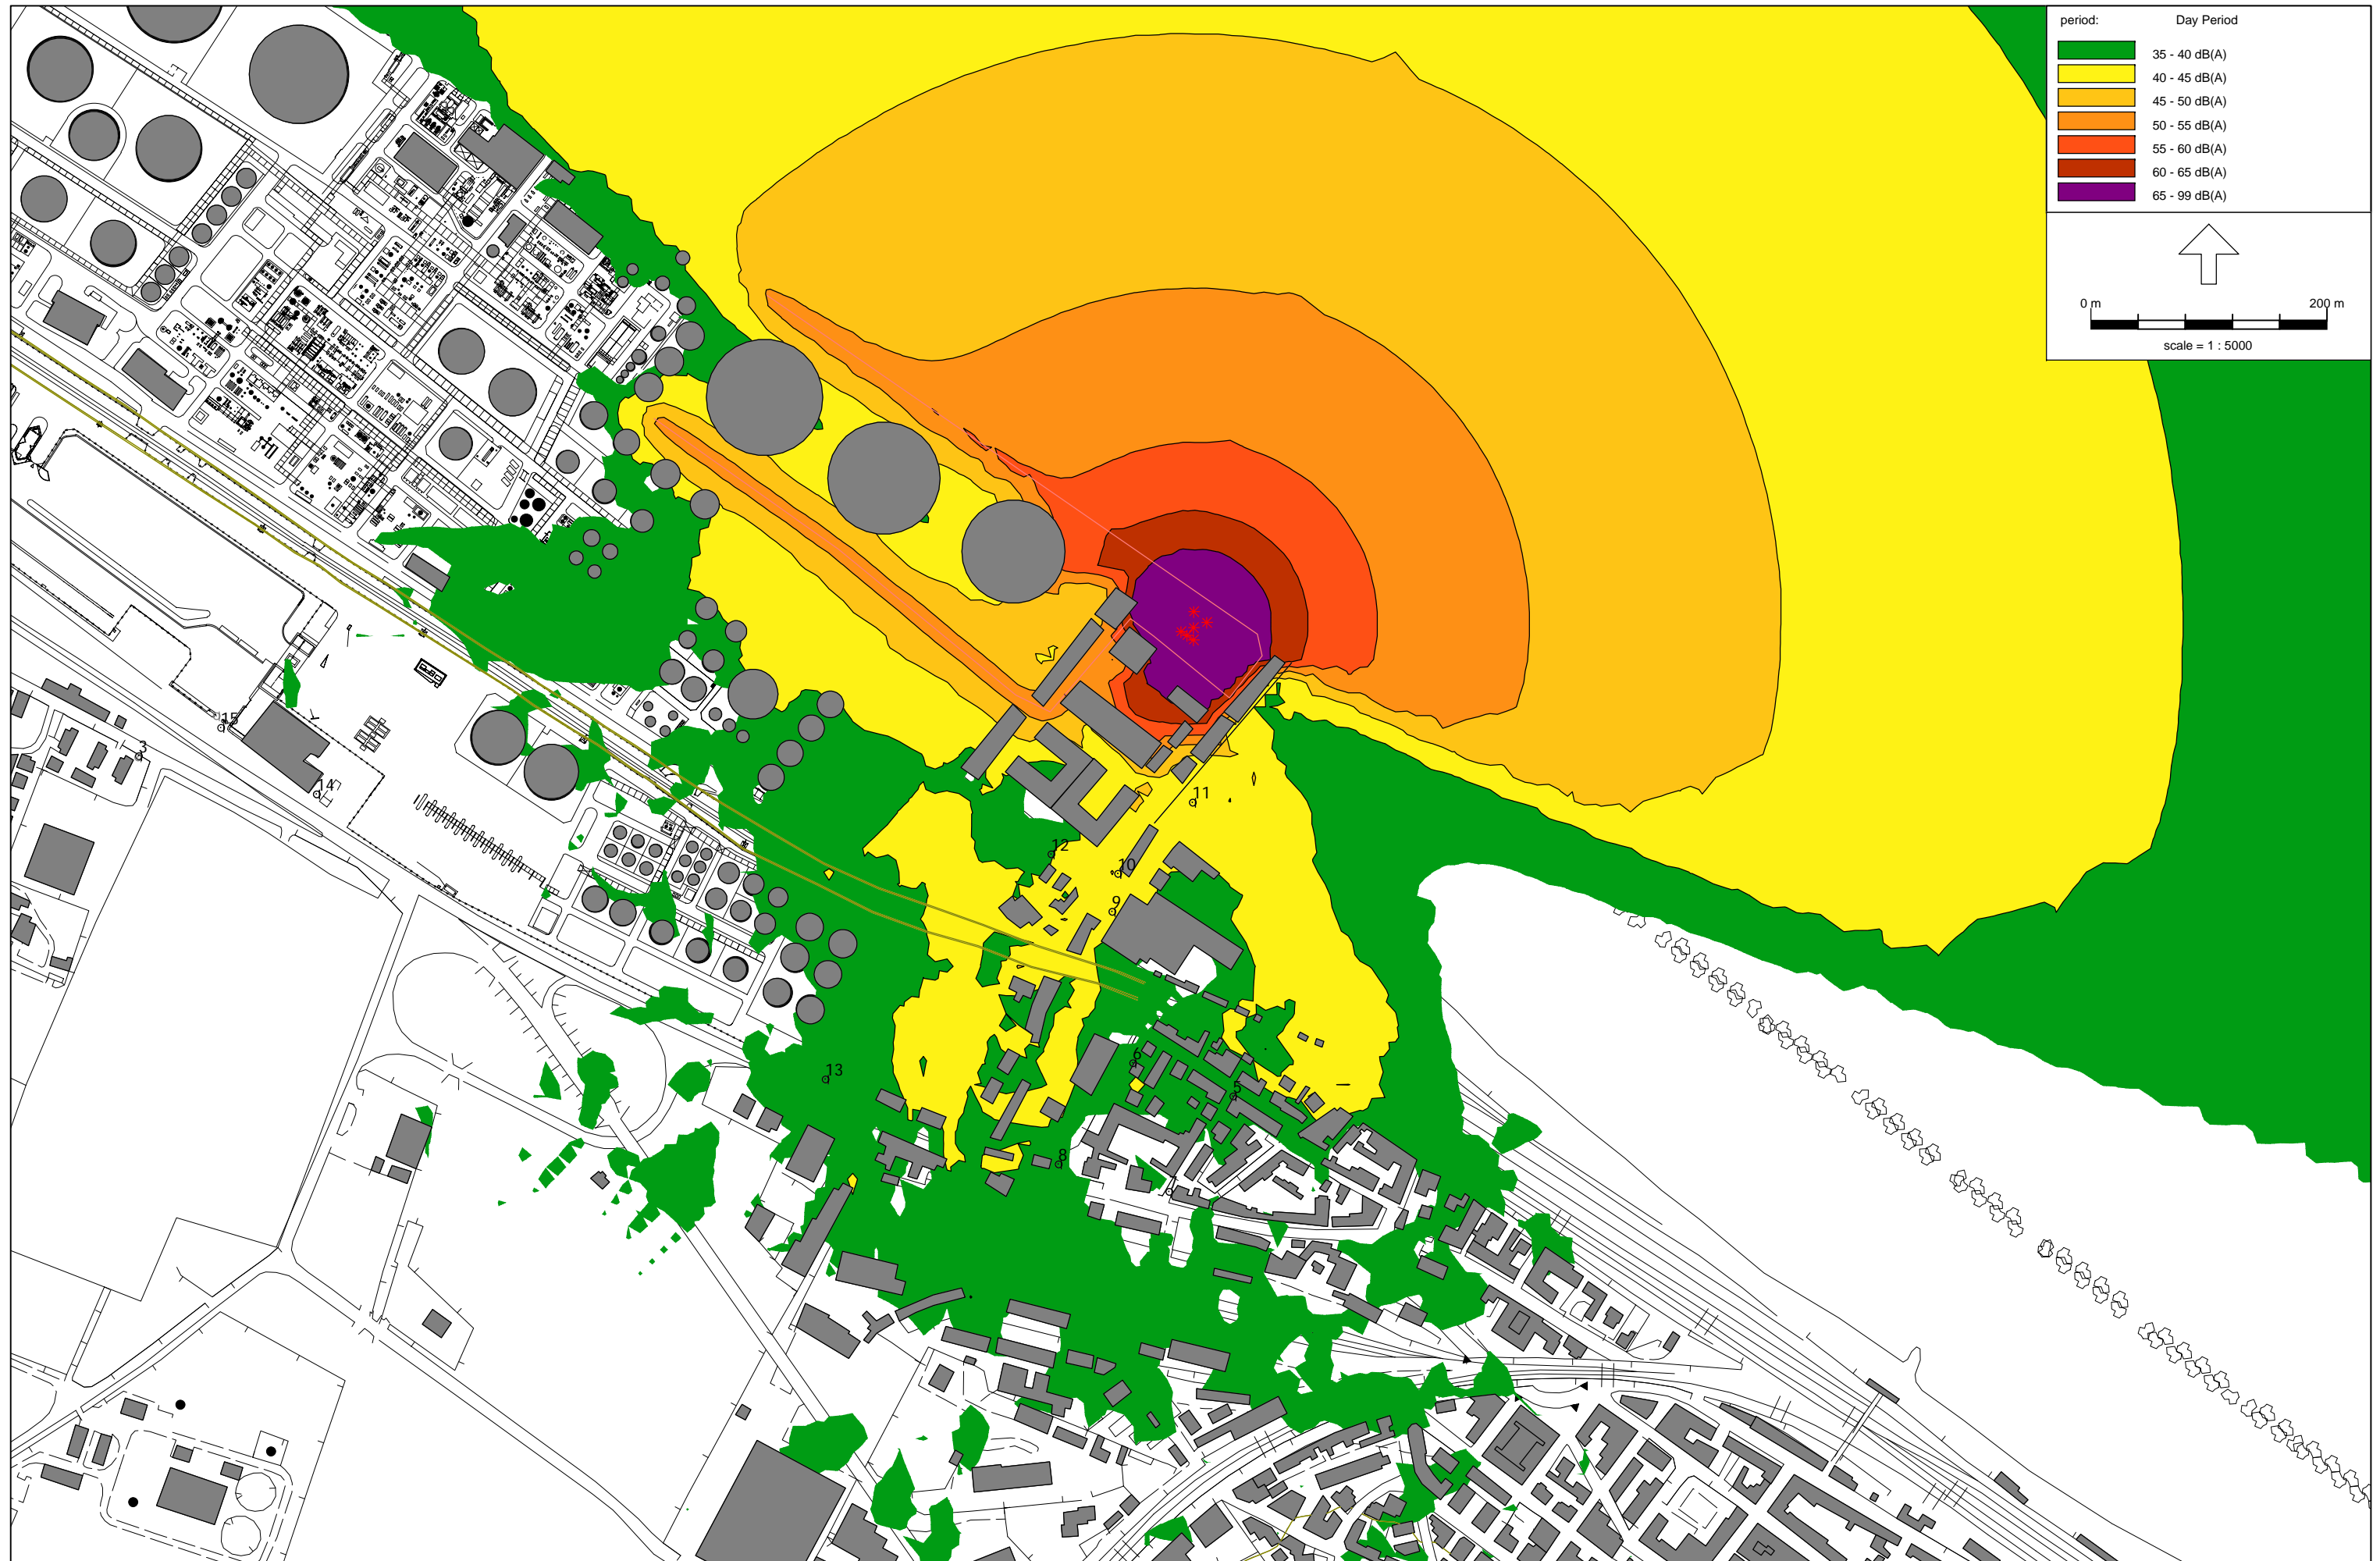 period: Day Period
35 - 40 dB(A)
40 - 45 dB(A)
45 - 50 dB(A)
50 - 55 dB(A)
55 - 60 dB(A)
60 - 65 dB(A)
65 - 99 dB(A)
0 m 200 m
scale = 1 : 5000
15
3
14
11
12
10
9
6
13
5
8